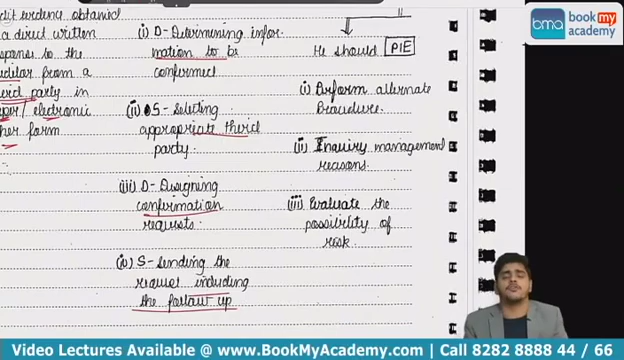 dit evidence obtained
a direct written
sponse to the
uditor from a
hird party in
aper/ electronic
ther form
(i) D- Determining infor-
mation to be
confirmed
(ii) S- Selecting
appropriate third
party.
(iii) D- Designing
confirmation
requests.
(iv) S- Sending the
request including
the follow up
He should PIE
(i) Perform alternate
Procedure.
(ii) Inquiry management
reasons.
(iii) Evaluate the
possibility of
risk.
bma
book my
academy
Video Lectures Available @ www.BookMyAcademy.com | Call 8282 8888 44 / 66